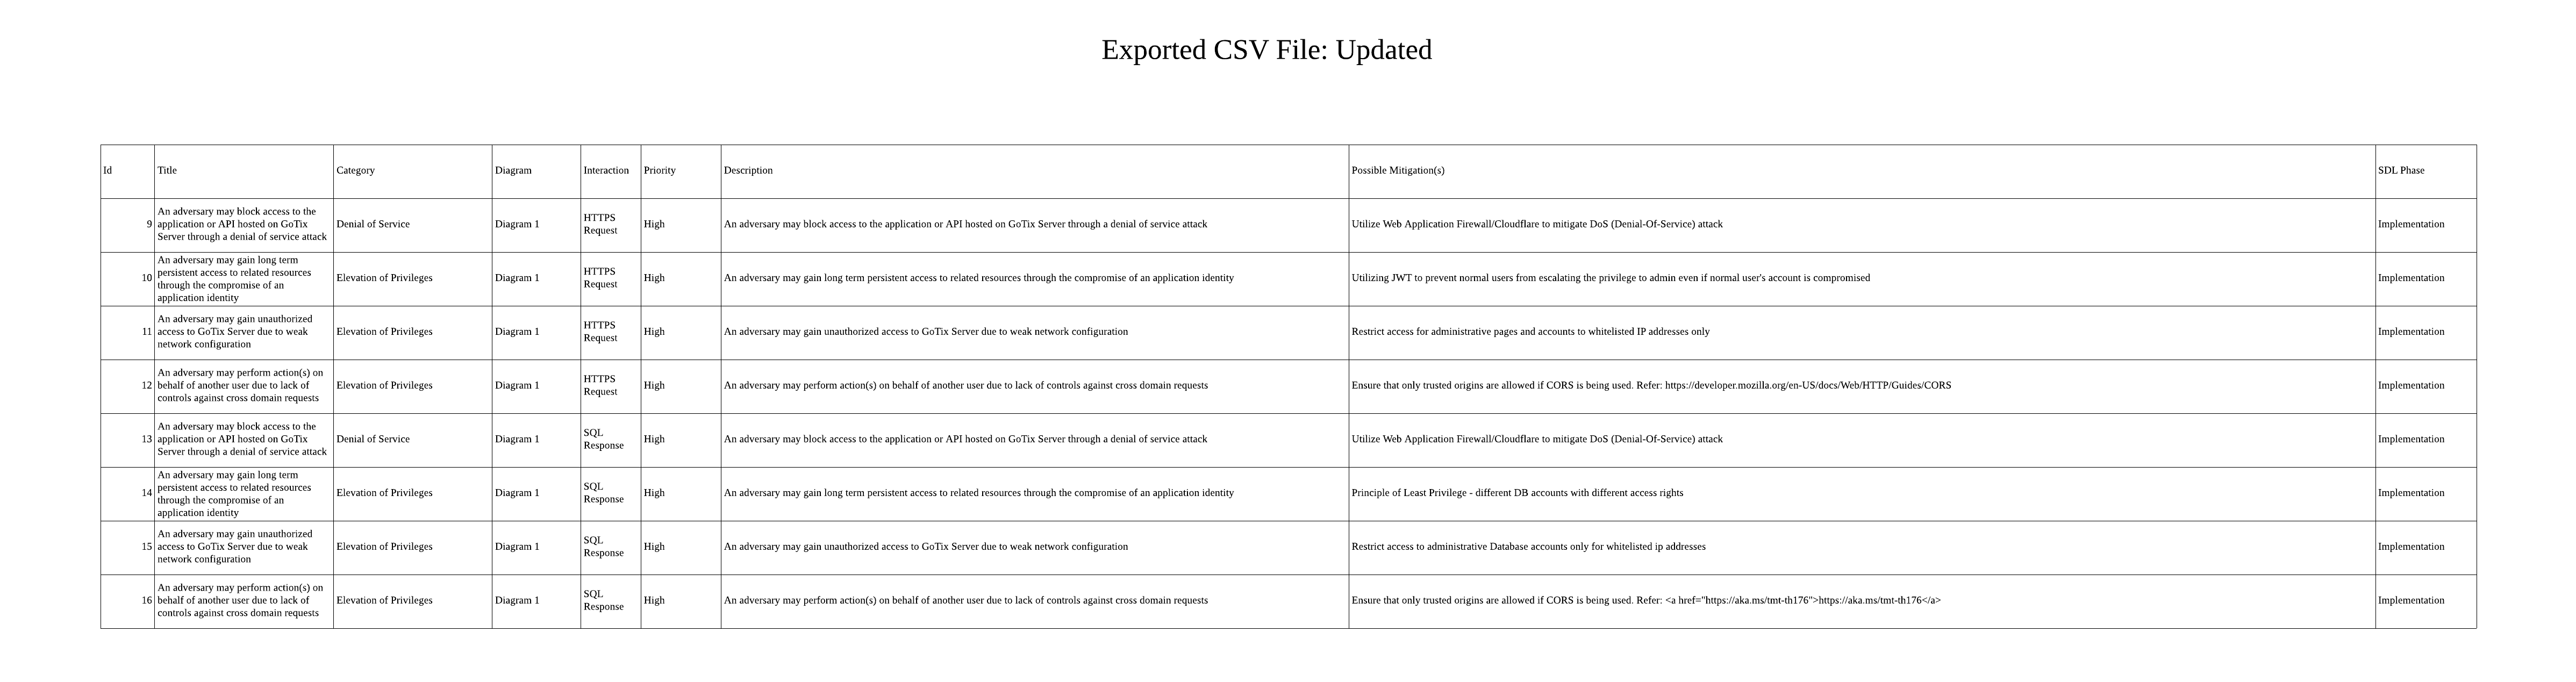 Exported CSV File: Updated
Id
Title
Category
Diagram
Interaction
Priority
Description
Possible Mitigation(s)
SDL Phase
9
An adversary may block access to the
application or API hosted on GoTix
Server through a denial of service attack
Denial of Service
Diagram 1
HTTPS
Request
High
An adversary may block access to the application or API hosted on GoTix Server through a denial of service attack
Utilize Web Application Firewall/Cloudflare to mitigate DoS (Denial-Of-Service) attack
Implementation
10
An adversary may gain long term
persistent access to related resources
through the compromise of an
application identity
Elevation of Privileges
Diagram 1
HTTPS
Request
High
An adversary may gain long term persistent access to related resources through the compromise of an application identity
Utilizing JWT to prevent normal users from escalating the privilege to admin even if normal user's account is compromised
Implementation
11
An adversary may gain unauthorized
access to GoTix Server due to weak
network configuration
Elevation of Privileges
Diagram 1
HTTPS
Request
High
An adversary may gain unauthorized access to GoTix Server due to weak network configuration
Restrict access for administrative pages and accounts to whitelisted IP addresses only
Implementation
12
An adversary may perform action(s) on
behalf of another user due to lack of
controls against cross domain requests
Elevation of Privileges
Diagram 1
HTTPS
Request
High
An adversary may perform action(s) on behalf of another user due to lack of controls against cross domain requests
Ensure that only trusted origins are allowed if CORS is being used. Refer: https://developer.mozilla.org/en-US/docs/Web/HTTP/Guides/CORS
Implementation
13
An adversary may block access to the
application or API hosted on GoTix
Server through a denial of service attack
Denial of Service
Diagram 1
SQL
Response
High
An adversary may block access to the application or API hosted on GoTix Server through a denial of service attack
Utilize Web Application Firewall/Cloudflare to mitigate DoS (Denial-Of-Service) attack
Implementation
14
An adversary may gain long term
persistent access to related resources
through the compromise of an
application identity
Elevation of Privileges
Diagram 1
SQL
Response
High
An adversary may gain long term persistent access to related resources through the compromise of an application identity
Principle of Least Privilege - different DB accounts with different access rights
Implementation
15
An adversary may gain unauthorized
access to GoTix Server due to weak
network configuration
Elevation of Privileges
Diagram 1
SQL
Response
High
An adversary may gain unauthorized access to GoTix Server due to weak network configuration
Restrict access to administrative Database accounts only for whitelisted ip addresses
Implementation
16
An adversary may perform action(s) on
behalf of another user due to lack of
controls against cross domain requests
Elevation of Privileges
Diagram 1
SQL
Response
High
An adversary may perform action(s) on behalf of another user due to lack of controls against cross domain requests
Ensure that only trusted origins are allowed if CORS is being used. Refer: <a href="https://aka.ms/tmt-th176">https://aka.ms/tmt-th176</a>
Implementation